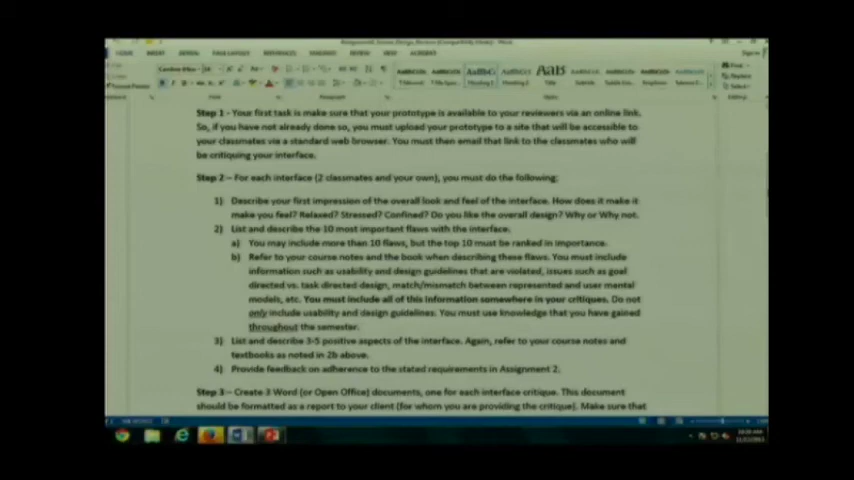 HOME INSERT DESIGN PAGE LAYOUT REFERENCES MAILINGS REVIEW VIEW
Step 1 - Your first task is make sure that your prototype is available to your reviewers via an online link.
So, if you have not already done so, you must upload your prototype to a site that will be accessible to
your classmates via a standard web browser. You must then email that link to the classmates who will
be critiquing your interface.
Step 2 – For each interface (2 classmates and your own), you must do the following:
1) Describe your first impression of the overall look and feel of the interface. How does it make it
make you feel? Relaxed? Stressed? Confined? Do you like the overall design? Why or Why not.
2) List and describe the 10 most important flaws with the interface.
a) You may include more than 10 flaws, but the top 10 must be ranked in importance.
b) Refer to your course notes and the book when describing these flaws. You must include
information such as usability and design guidelines that are violated, issues such as goal
directed vs. task directed design, match/mismatch between represented and user mental
models, etc. You must include all of this information somewhere in your critiques. Do not
only include usability and design guidelines. You must use knowledge that you have gained
throughout the semester.
3) List and describe 3-5 positive aspects of the interface. Again, refer to your course notes and
textbooks as noted in 2b above.
4) Provide feedback on adherence to the stated requirements in Assignment 2.
Step 3 – Create 3 Word (or Open Office) documents, one for each interface critique. This document
should be formatted as a report to your client (for whom you are providing the critique). Make sure that